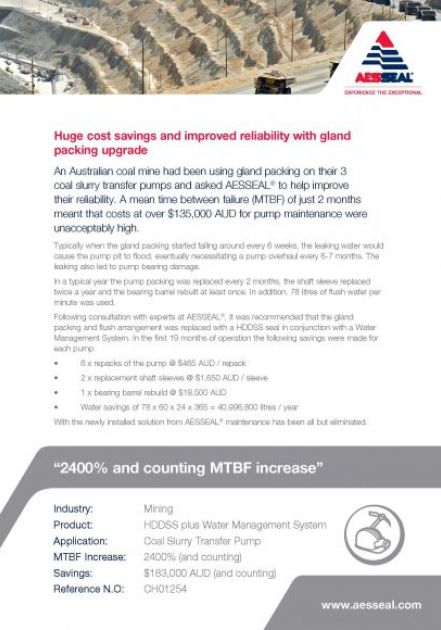 AESSEAL®
EXPERIENCE THE EXCEPTIONAL
Huge cost savings and improved reliability with gland
packing upgrade
An Australian coal mine had been using gland packing on their 3
coal slurry transfer pumps and asked AESSEAL® to help improve
their reliability. A mean time between failure (MTBF) of just 2 months
meant that costs at over $135,000 AUD for pump maintenance were
unacceptably high.
Typically when the gland packing started failing around every 6 weeks, the leaking water would
cause the pump pit to flood, eventually necessitating a pump overhaul every 6-7 months. The
leaking also led to pump bearing damage.
In a typical year the pump packing was replaced every 2 months, the shaft sleeve replaced
twice a year and the bearing barrel rebuilt at least once. In addition, 78 litres of flush water per
minute was used.
Following consultation with experts at AESSEAL®, it was recommended that the gland
packing and flush arrangement was replaced with a HDDSS seal in conjunction with a Water
Management System. In the first 19 months of operation the following savings were made for
each pump:
• 6 x repacks of the pump @ $465 AUD / repack
• 2 x replacement shaft sleeves @ $1,650 AUD / sleeve
• 1 x bearing barrel rebuild @ $18,500 AUD
• Water savings of 78 x 60 x 24 x 365 = 40,996,800 litres / year
With the newly installed solution from AESSEAL® maintenance has been all but eliminated.
“2400% and counting MTBF increase”
Industry: Mining
Product: HDDSS plus Water Management System
Application: Coal Slurry Transfer Pump
MTBF Increase: 2400% (and counting)
Savings: $183,000 AUD (and counting)
Reference N.O: CH01254
www.aesseal.com